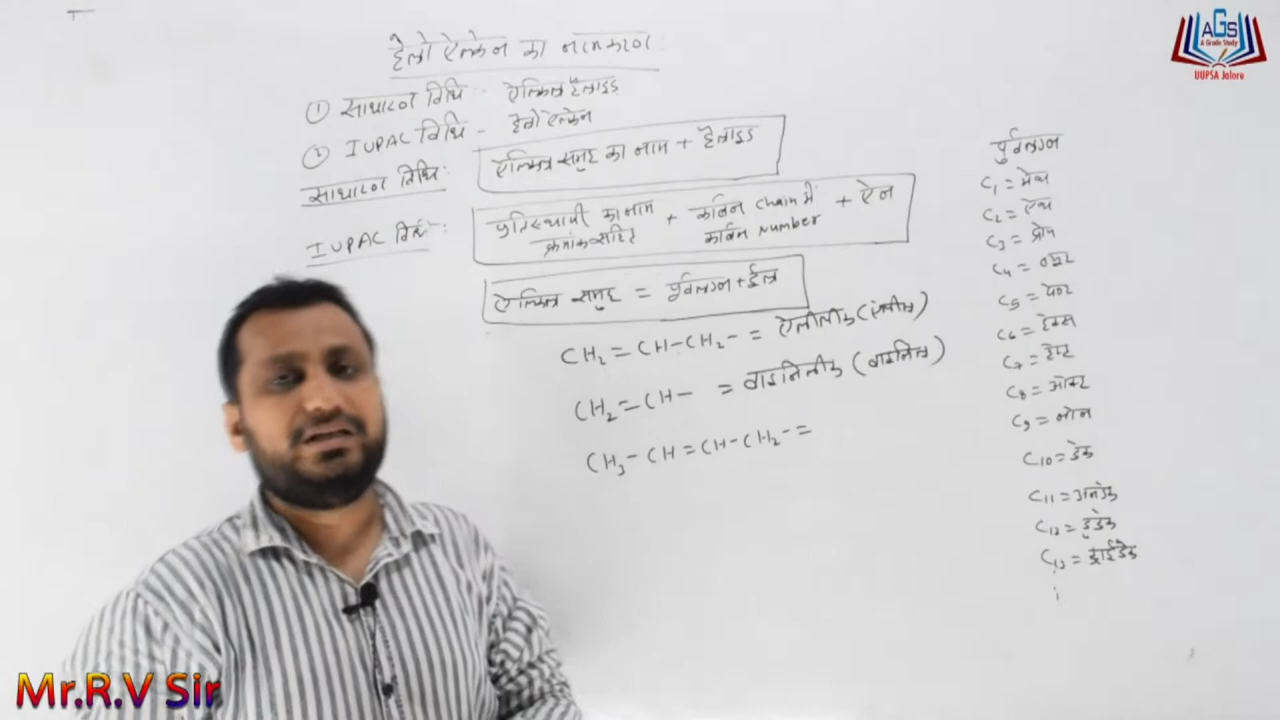 हैलो ऐल्केन का नामकरण :
① साधारण विधि - ऐल्किल हैलाइड
② IUPAC विधि - हैलो ऐल्केन
साधारण विधि : ऐल्किल समूह का नाम + हैलाइड
IUPAC विधि : प्रतिस्थापी का नाम क्रमांक सहित + कार्बन chain में कार्बन Number + ऐन
ऐल्किल समूह = पूर्वलग्न + ईल
CH₂ = CH-CH₂- = ऐलीलीक (एलील)
CH₂=CH- = वाइनिलीक (वाइनिल)
CH₃-CH=CH-CH₂- =
पूर्वलग्न
C₁ = मेथ
C₂ = ऐथ
C₃ = प्रोप
C₄ = ब्यूट
C₅ = पेन्ट
C₆ = हेक्स
C₇ = हेप्ट
C₈ = ऑक्ट
C₉ = नोन
C₁₀ = डेक
C₁₁ = अनडेक
C₁₂ = डूडेक
C₁₃ = ट्राईडेक
AGS
A Grade Study
UUPSA Jalore
Mr.R.V Sir